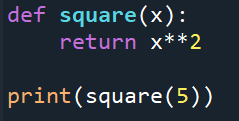 def square(x):
    return x**2

print(square(5))